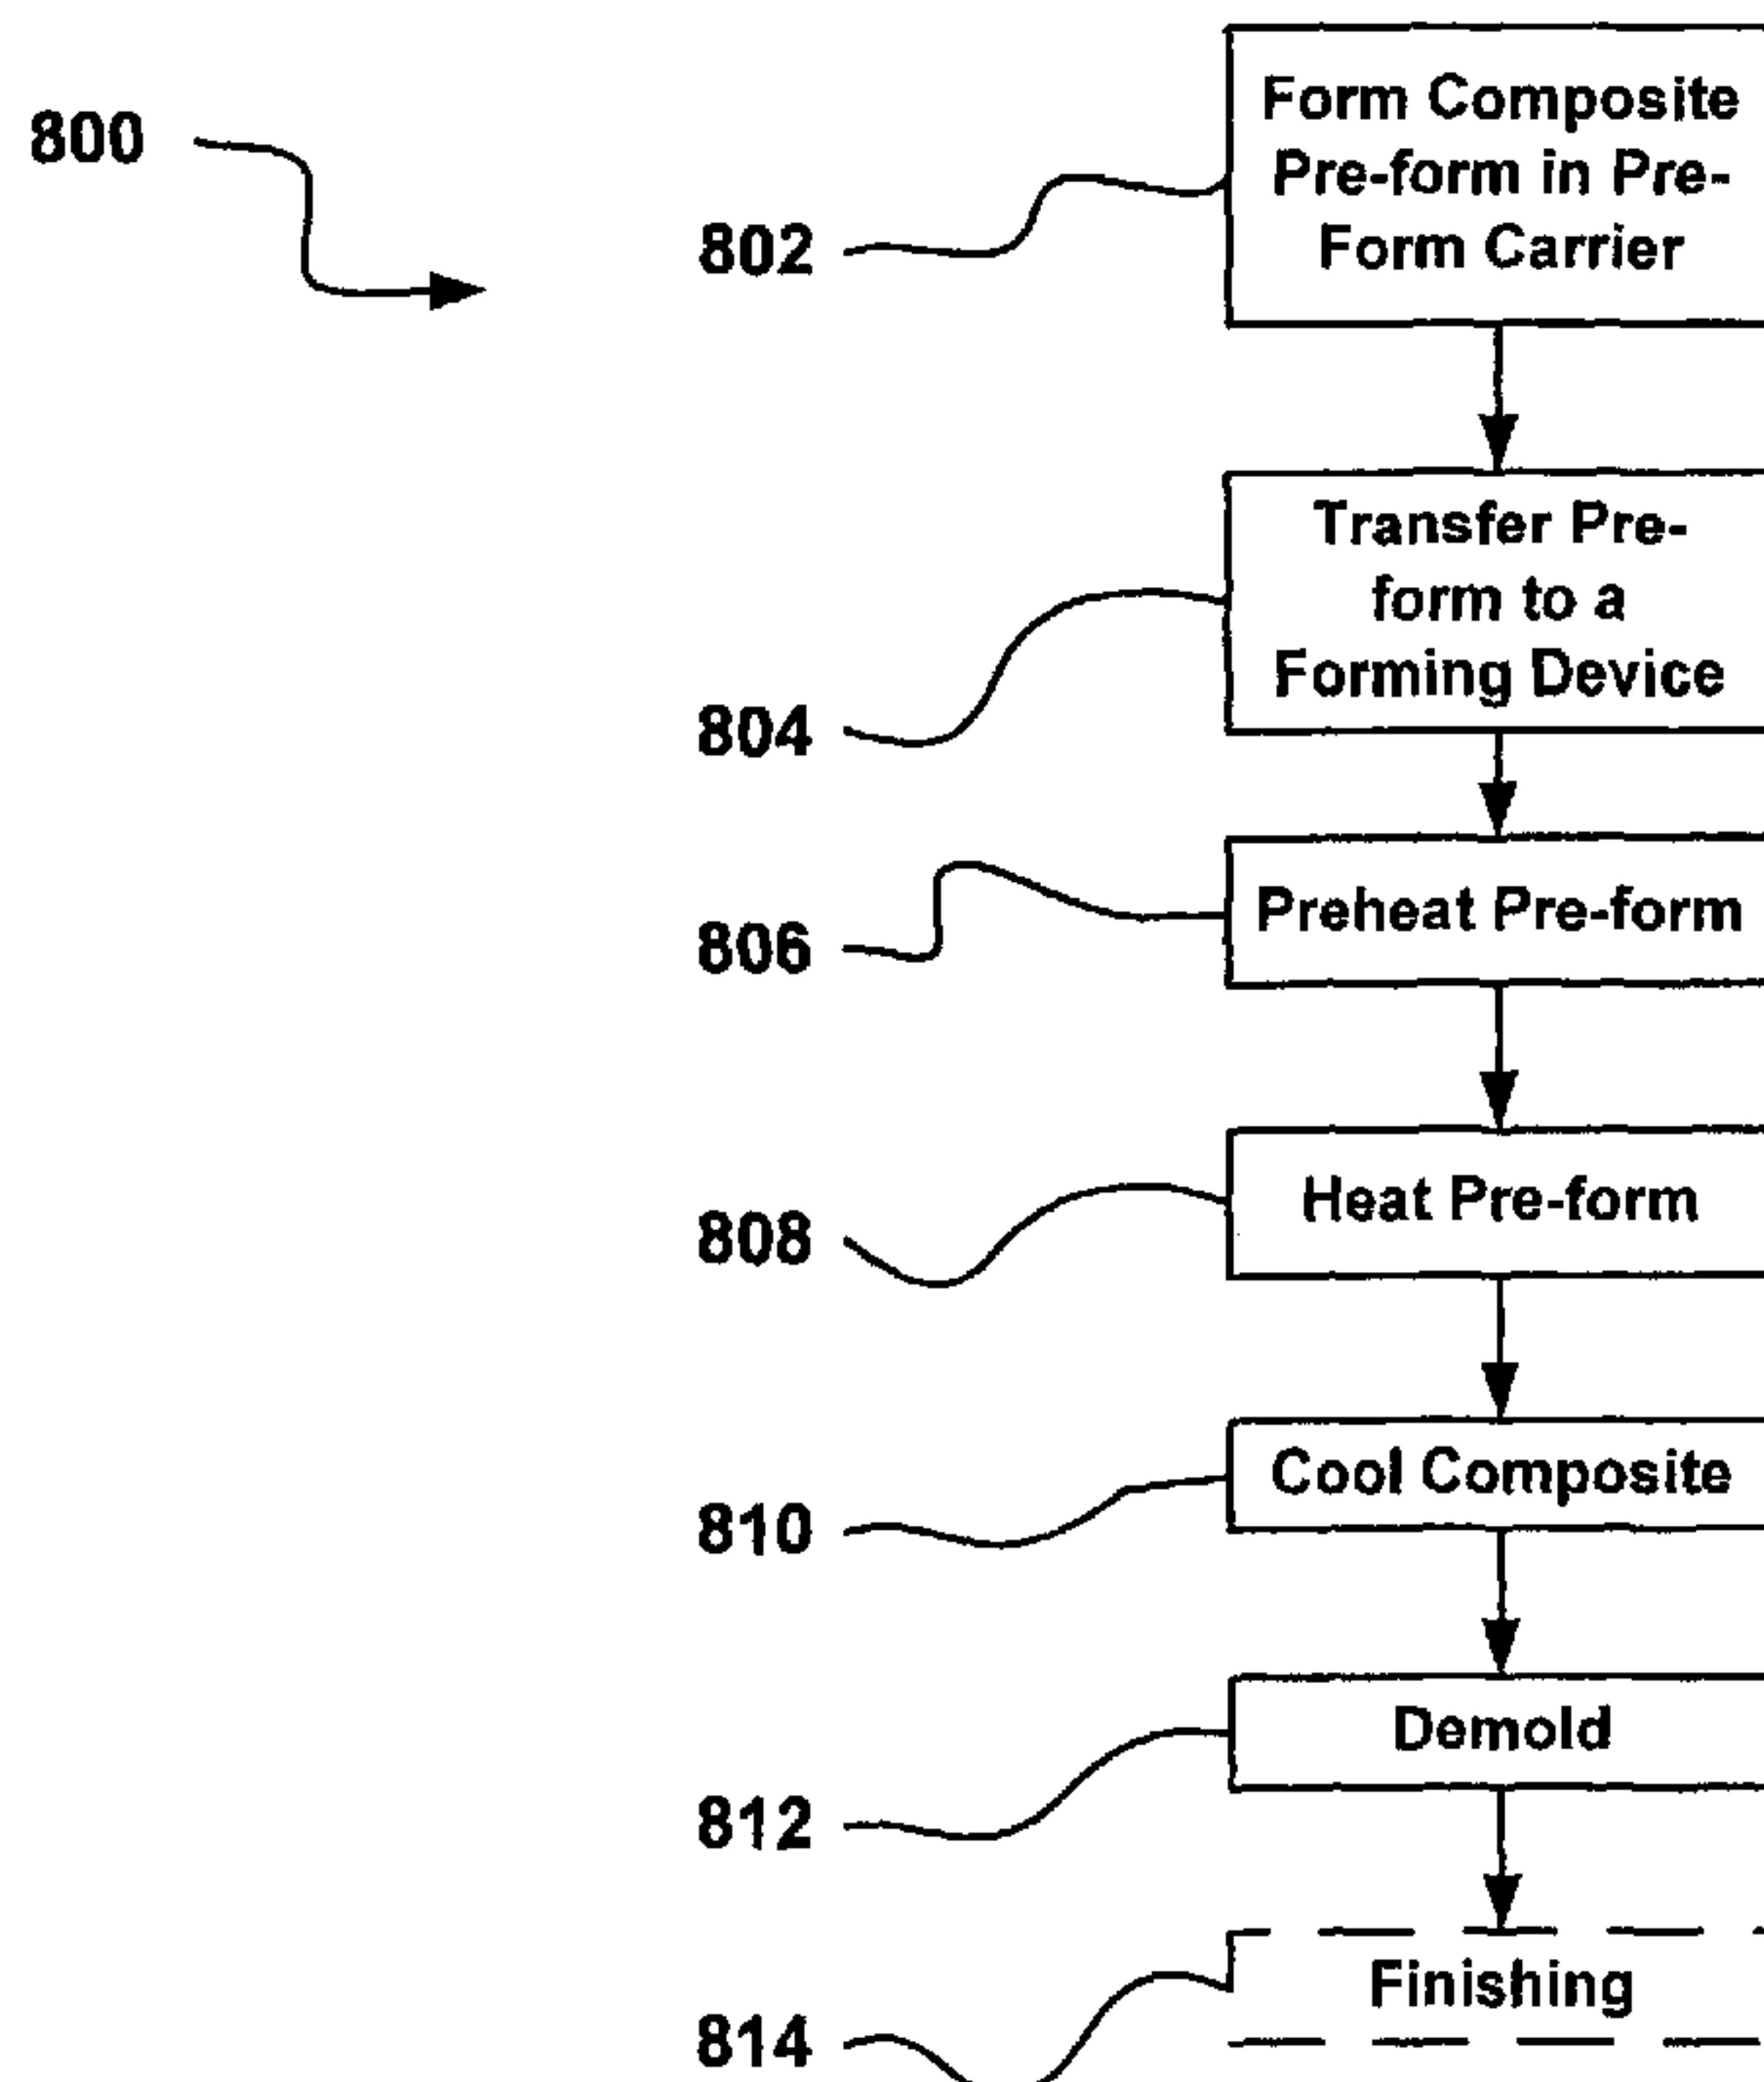 800
802
Form Composite
Pre-form in Pre-
Form Carrier
804
Transfer Pre-
form to a
Forming Device
806
Preheat Pre-form
808
Heat Pre-form
810
Cool Composite
812
Demold
814
Finishing